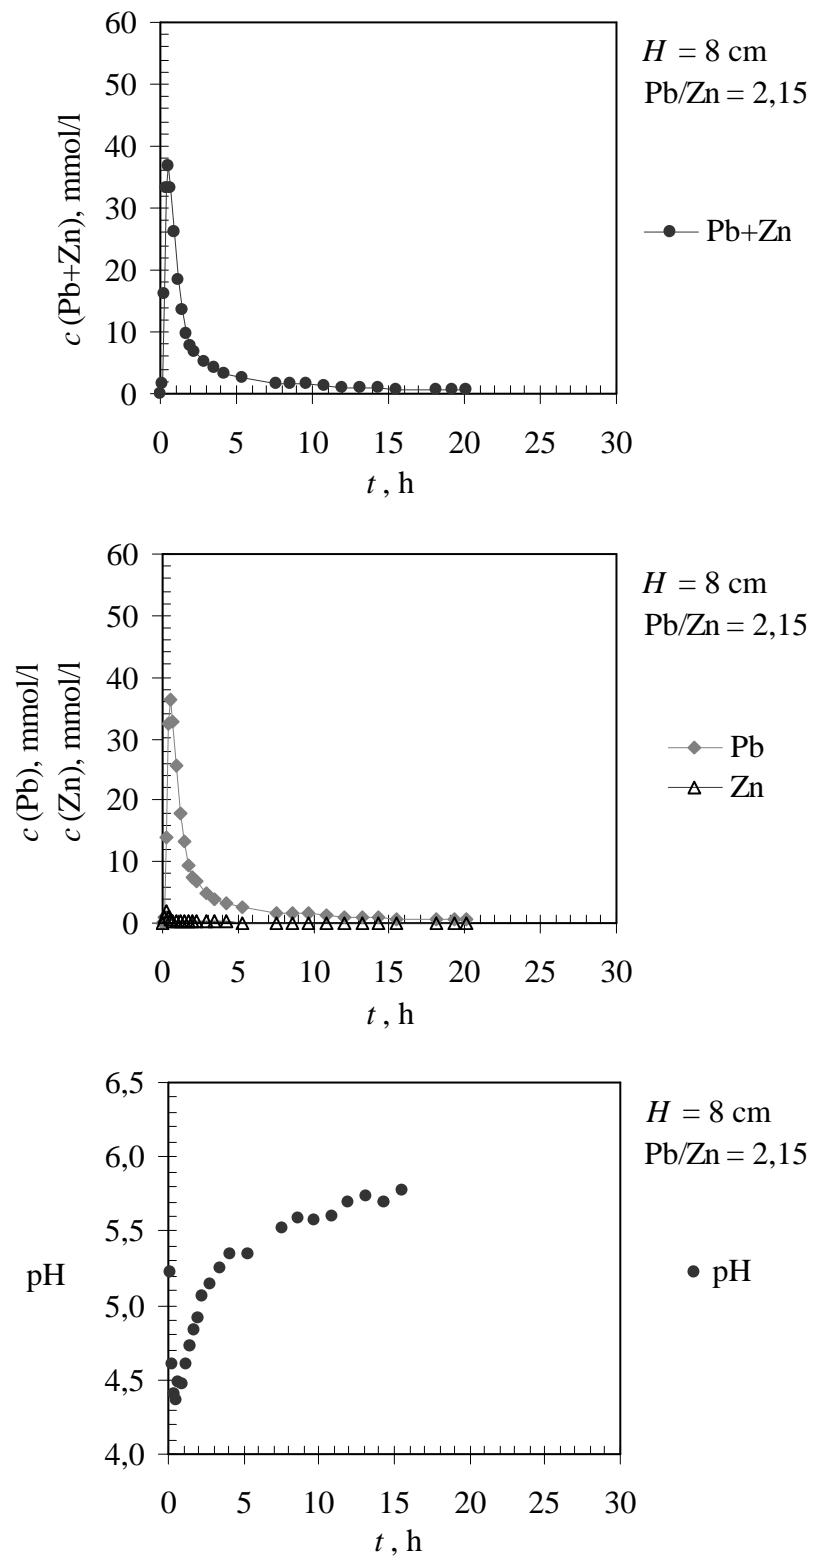 60
50
40
30
20
10
0
c (Pb+Zn), mmol/l
0 5 10 15 20 25 30
t , h
H = 8 cm
Pb/Zn = 2,15
Pb+Zn
60
50
40
30
20
10
0
c (Pb), mmol/l
c (Zn), mmol/l
0 5 10 15 20 25 30
t , h
H = 8 cm
Pb/Zn = 2,15
Pb
Zn
6,5
6,0
5,5
5,0
4,5
4,0
pH
0 5 10 15 20 25 30
t , h
H = 8 cm
Pb/Zn = 2,15
pH